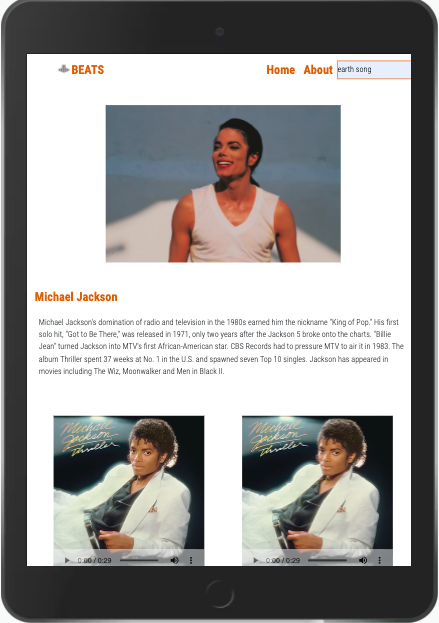 BEATS
Home About earth song
Michael Jackson
Michael Jackson's domination of radio and television in the 1980s earned him the nickname "King of Pop." His first
solo hit, "Got to Be There," was released in 1971, only two years after the Jackson 5 broke onto the charts. "Billie
Jean" turned Jackson into MTV's first African-American star. CBS Records had to pressure MTV to air it in 1983. The
album Thriller spent 37 weeks at No. 1 in the U.S. and spawned seven Top 10 singles. Jackson has appeared in
movies including The Wiz, Moonwalker and Men in Black II.
Michael
Jackson
Thriller
0:00 / 0:29
Michael
Jackson
Thriller
0:00 / 0:29